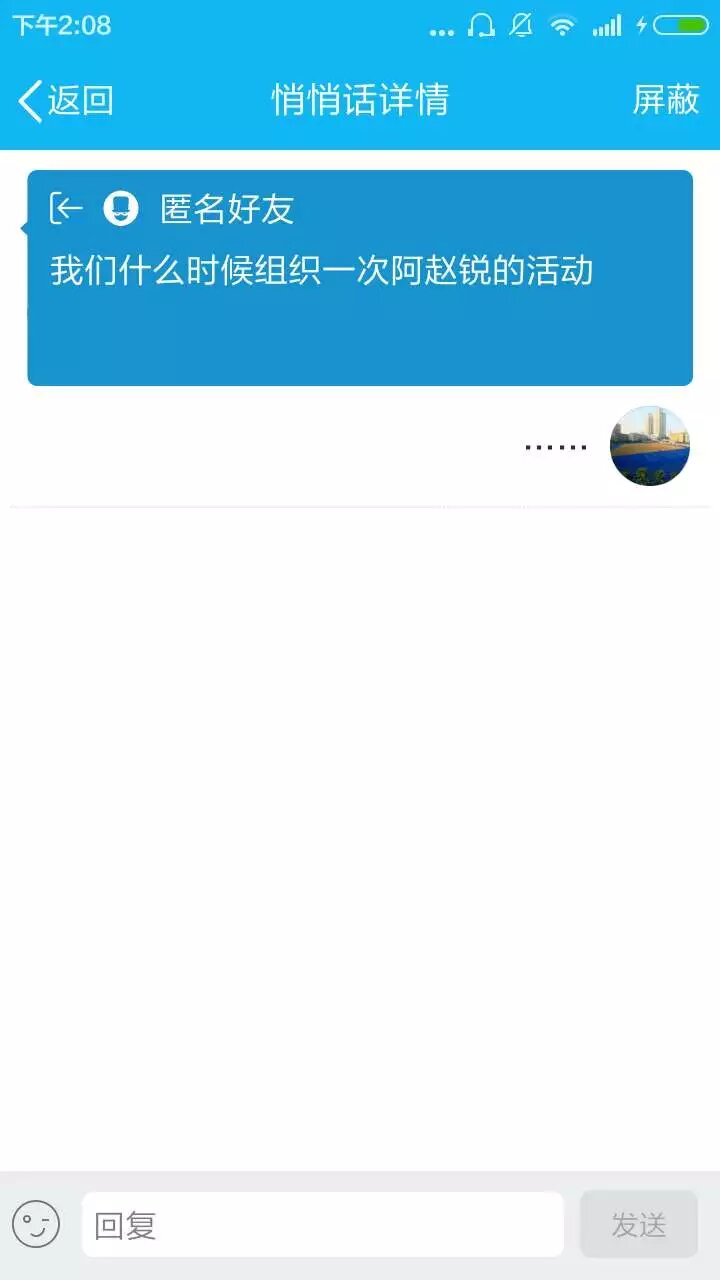 下午2:08
返回
悄悄话详情
屏蔽
匿名好友
我们什么时候组织一次阿赵锐的活动
......
回复
发送